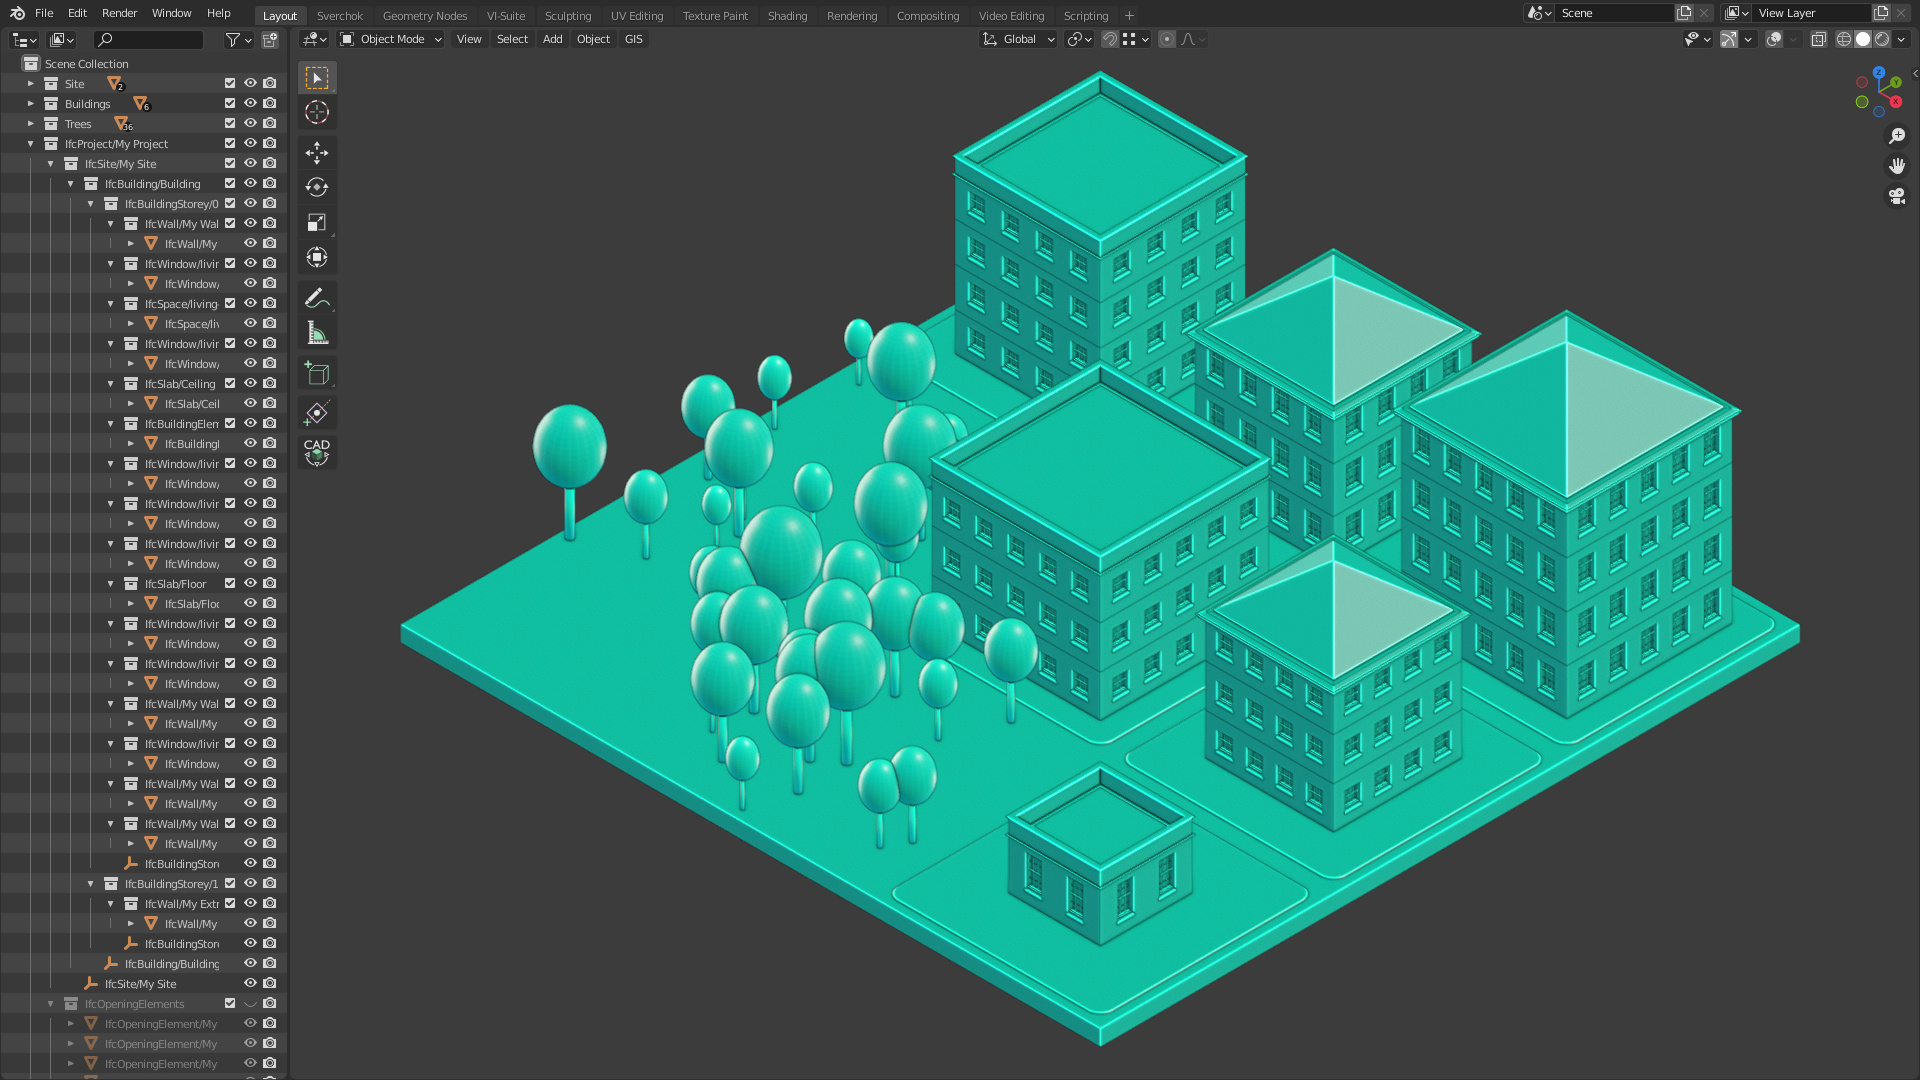 File Edit Render Window Help Layout Sverchok Geometry Nodes VI-Suite Sculpting UV Editing Texture Paint Shading Rendering Compositing Video Editing Scripting + Scene View Layer
Object Mode View Select Add Object GIS Global
Scene Collection
Site 2
Buildings 6
Trees 36
IfcProject/My Project
IfcSite/My Site
IfcBuilding/Building
IfcBuildingStorey/0
IfcWall/My Wal
IfcWall/My
IfcWindow/livir
IfcWindow/
IfcSpace/living-
IfcSpace/liv
IfcWindow/livir
IfcWindow/
IfcSlab/Ceiling
IfcSlab/Ceil
IfcBuildingElem
IfcBuildingl
IfcWindow/livir
IfcWindow/
IfcWindow/livir
IfcWindow/
IfcWindow/livir
IfcWindow/
IfcSlab/Floor
IfcSlab/Floo
IfcWindow/livir
IfcWindow/
IfcWindow/livir
IfcWindow/
IfcWall/My Wal
IfcWall/My
IfcWindow/livir
IfcWindow/
IfcWall/My Wal
IfcWall/My
IfcWall/My Wal
IfcWall/My
IfcBuildingStore
IfcBuildingStorey/1
IfcWall/My Extr
IfcWall/My
IfcBuildingStore
IfcBuilding/Building
IfcSite/My Site
IfcOpeningElements
IfcOpeningElement/My
IfcOpeningElement/My
IfcOpeningElement/My
CAD
Z
Y
X